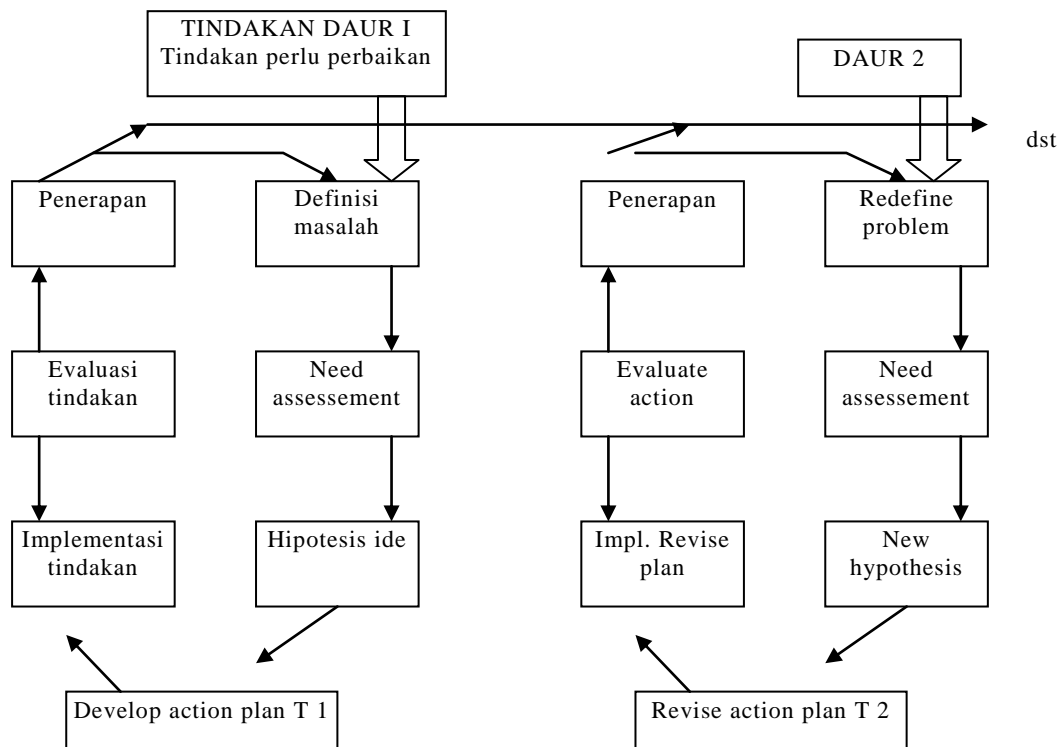 TINDAKAN DAUR I
Tindakan perlu perbaikan
DAUR 2
dst
Penerapan
Definisi
masalah
Penerapan
Redefine
problem
Evaluasi
tindakan
Need
assessement
Evaluate
action
Need
assessement
Implementasi
tindakan
Hipotesis ide
Impl. Revise
plan
New
hypothesis
Develop action plan T 1
Revise action plan T 2